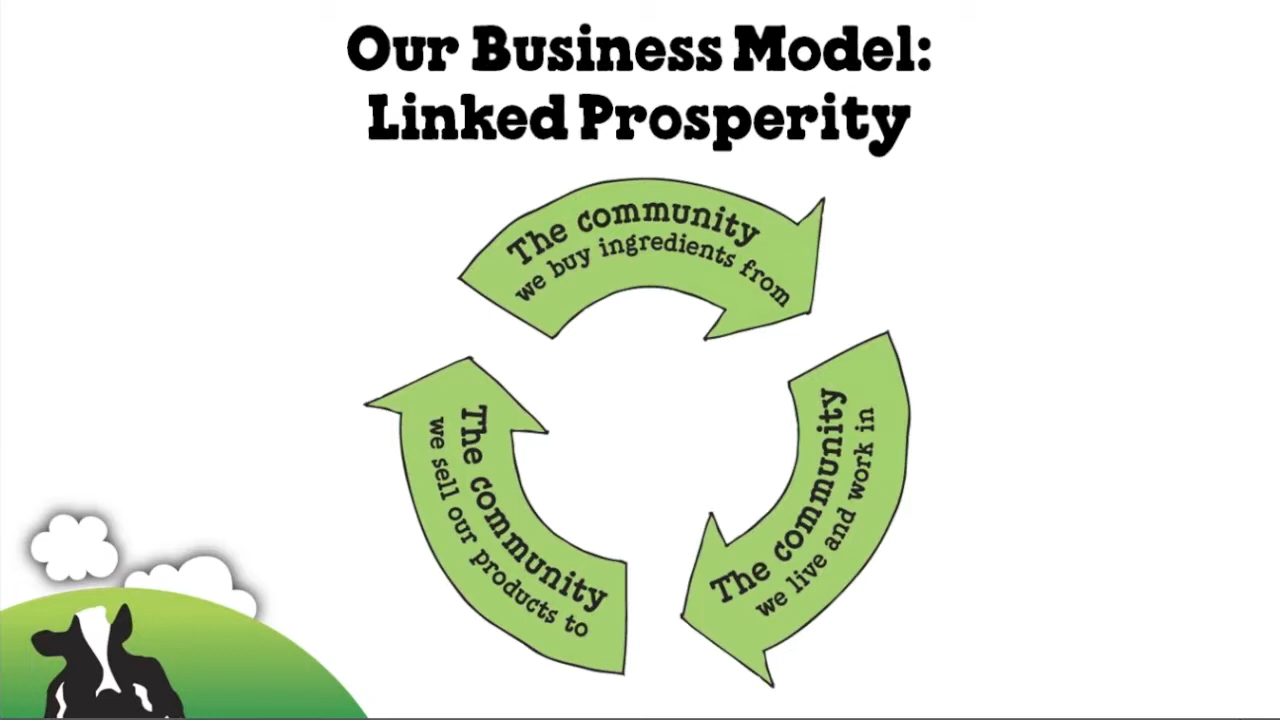 Our Business Model:
Linked Prosperity
The community
we buy ingredients from
The community
we live and work in
The community
we sell our products to